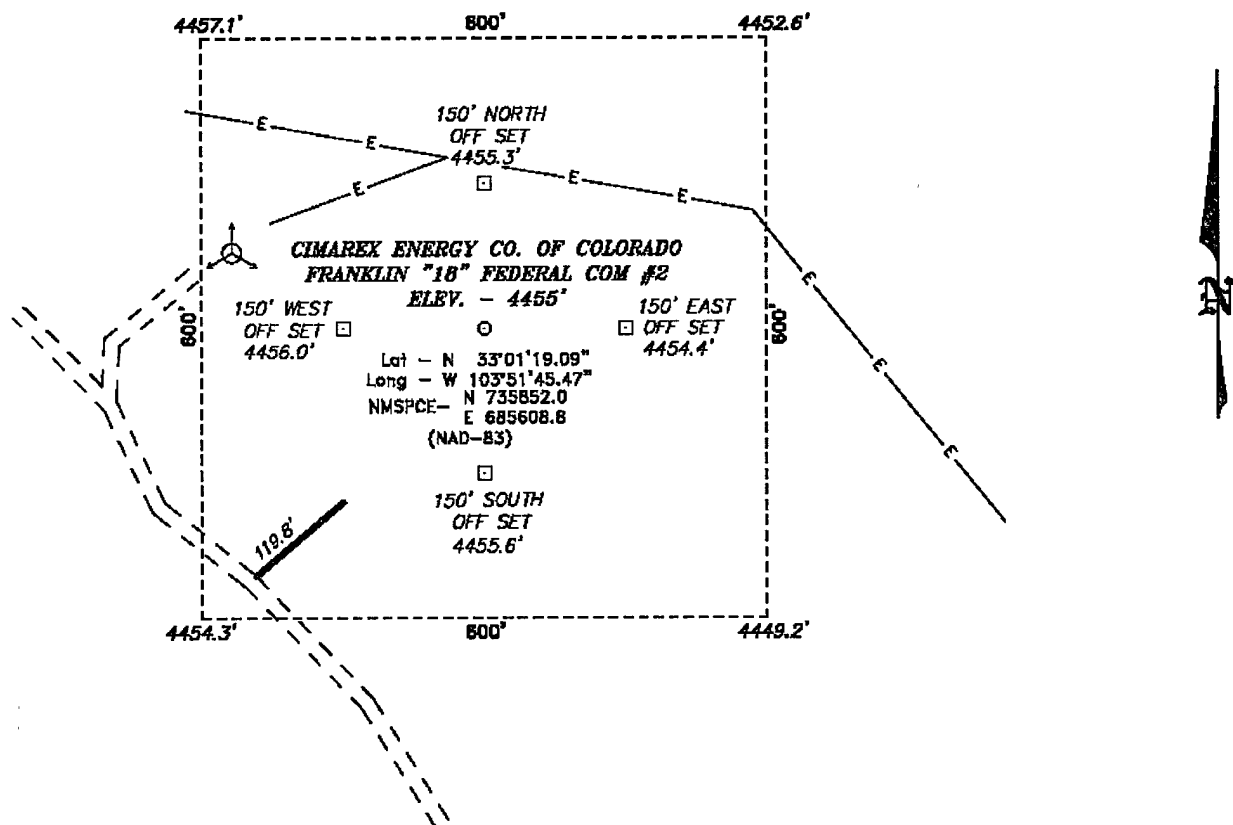 4457.1'
600'
4452.6'
E
E
150' NORTH
OFF SET
4455.3'
E
E
E
E
CIMAREX ENERGY CO. OF COLORADO
FRANKLIN "18" FEDERAL COM #2
ELEV. - 4455'
150' WEST
OFF SET
4456.0'
600'
150' EAST
OFF SET
4454.4'
600'
Lat - N 33°01'19.09"
Long - W 103°51'45.47"
NMSPCE- N 735852.0
E 685608.8
(NAD-83)
E
E
150' SOUTH
OFF SET
4455.6'
119.8'
4454.3'
600'
4449.2'
N